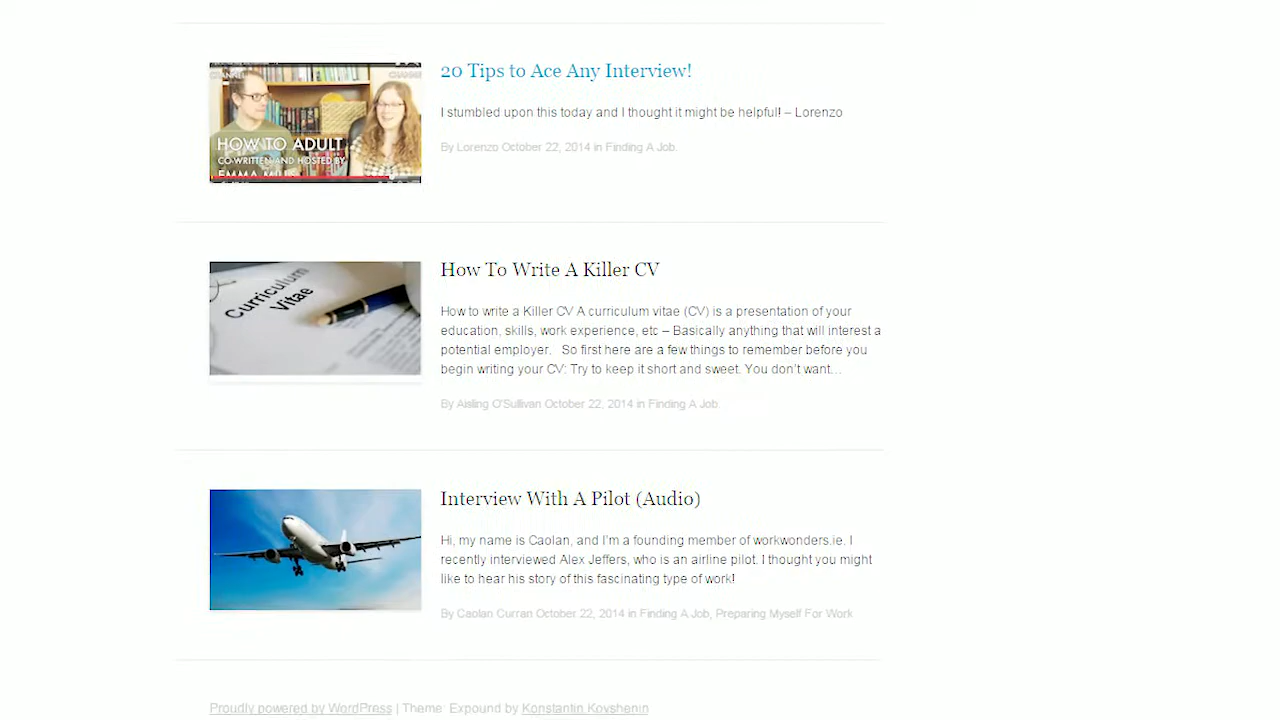 20 Tips to Ace Any Interview!
I stumbled upon this today and I thought it might be helpful! – Lorenzo
By Lorenzo October 22, 2014 in Finding A Job.
HOW TO ADULT
CO-WRITTEN AND HOSTED BY
EMMA MILLS
How To Write A Killer CV
Curriculum
Vitae
How to write a Killer CV A curriculum vitae (CV) is a presentation of your
education, skills, work experience, etc – Basically anything that will interest a
potential employer. So first here are a few things to remember before you
begin writing your CV: Try to keep it short and sweet. You don't want…
By Aisling O'Sullivan October 22, 2014 in Finding A Job.
Interview With A Pilot (Audio)
Hi, my name is Caolan, and I'm a founding member of workwonders.ie. I
recently interviewed Alex Jeffers, who is an airline pilot. I thought you might
like to hear his story of this fascinating type of work!
By Caolan Curran October 22, 2014 in Finding A Job, Preparing Myself For Work
Proudly powered by WordPress | Theme: Expound by Konstantin Kovshenin